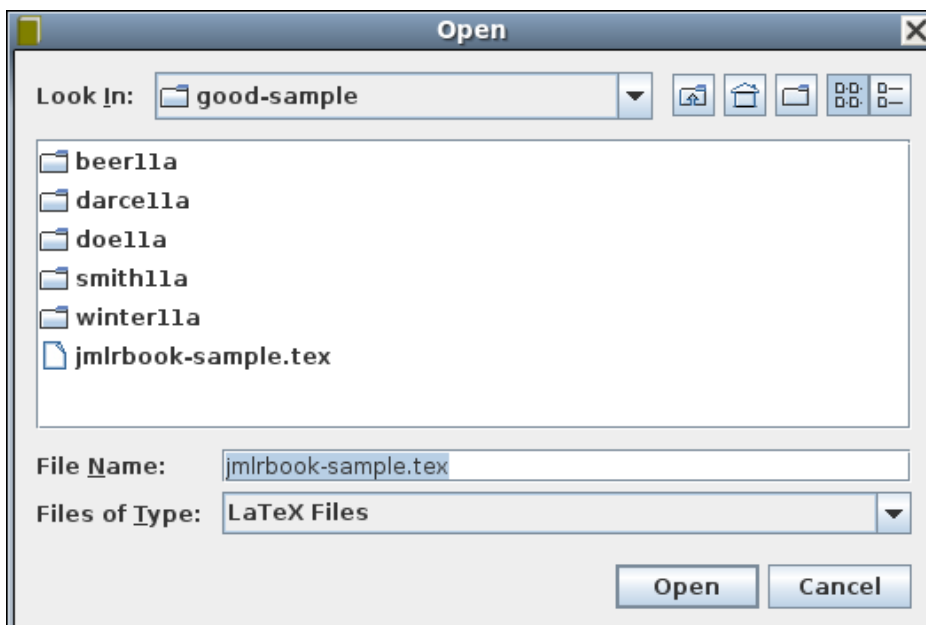 Open
Look In: good-sample
beer11a
darce11a
doe11a
smith11a
winter11a
jmlrbook-sample.tex
File Name: jmlrbook-sample.tex
Files of Type: LaTeX Files
Open Cancel